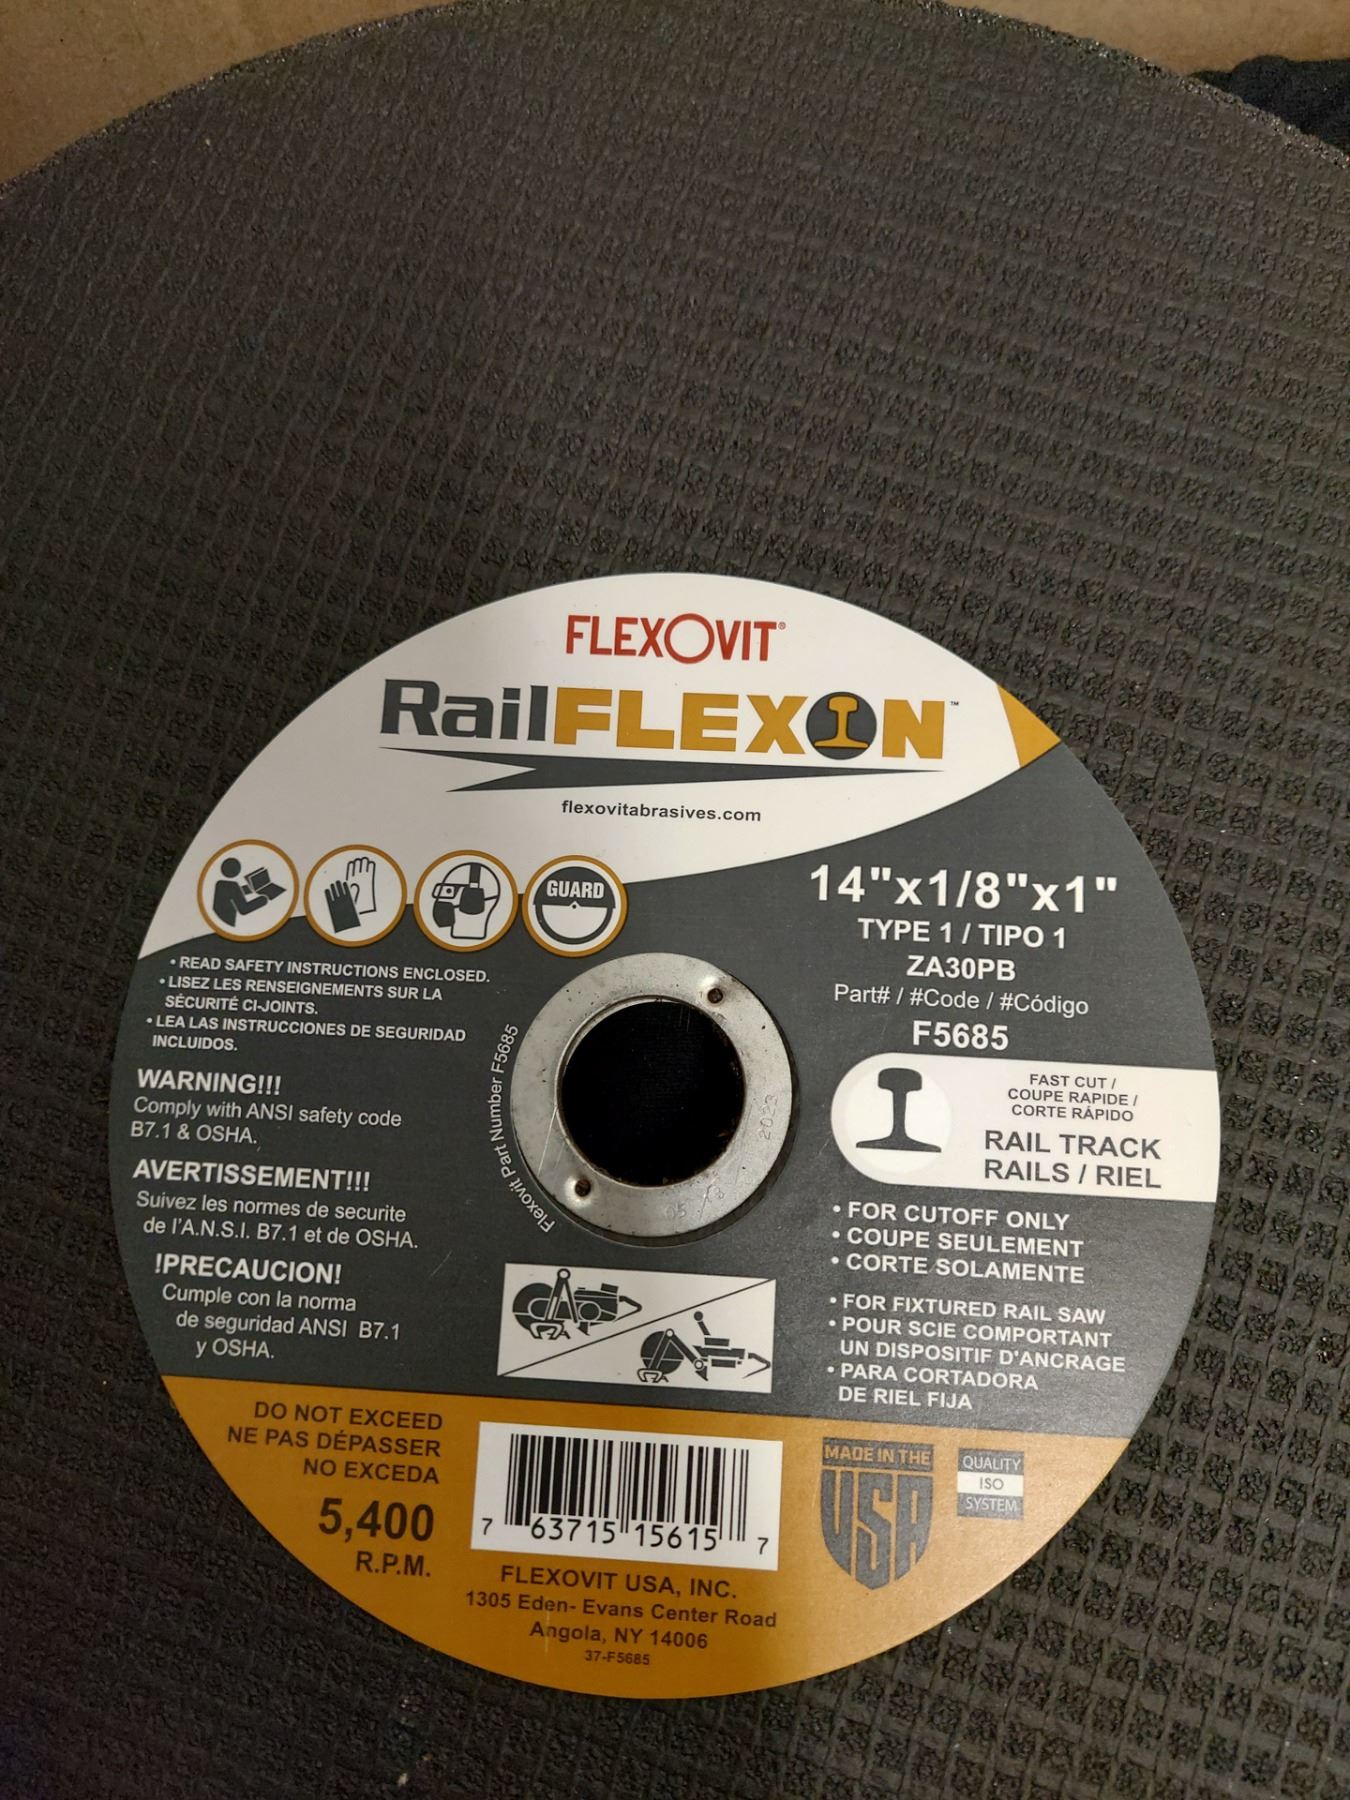 FLEXOVIT®
RailFLEXON™
flexovitabrasives.com
GUARD
14"x1/8"x1"
TYPE 1 / TIPO 1
ZA30PB
Part# / #Code / #Código
F5685
• READ SAFETY INSTRUCTIONS ENCLOSED.
• LISEZ LES RENSEIGNEMENTS SUR LA
SÉCURITÉ CI-JOINTS.
• LEA LAS INSTRUCCIONES DE SEGURIDAD
INCLUIDOS.
WARNING!!!
Comply with ANSI safety code
B7.1 & OSHA.
AVERTISSEMENT!!!
Suivez les normes de securite
de l'A.N.S.I. B7.1 et de OSHA.
!PRECAUCION!
Cumple con la norma
de seguridad ANSI B7.1
y OSHA.
Flexovit Part Number F5685
2023
FAST CUT /
COUPE RAPIDE /
CORTE RÁPIDO
RAIL TRACK
RAILS / RIEL
• FOR CUTOFF ONLY
• COUPE SEULEMENT
• CORTE SOLAMENTE
• FOR FIXTURED RAIL SAW
• POUR SCIE COMPORTANT
UN DISPOSITIF D'ANCRAGE
• PARA CORTADORA
DE RIEL FIJA
DO NOT EXCEED
NE PAS DÉPASSER
NO EXCEDA
5,400
R.P.M.
7 63715 15615 7
MADE IN THE
USA
QUALITY
ISO
SYSTEM
FLEXOVIT USA, INC.
1305 Eden- Evans Center Road
Angola, NY 14006
37-F5685